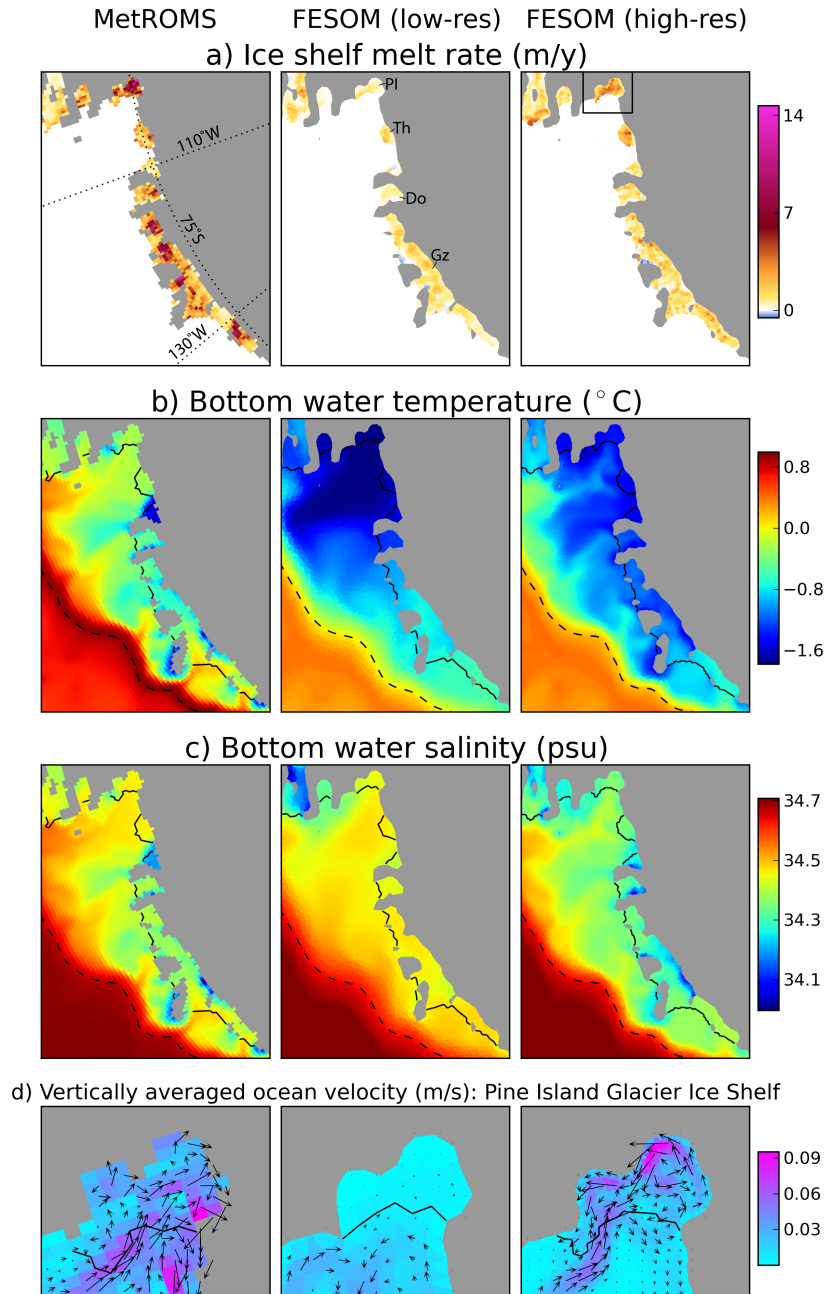 MetROMS FESOM (low-res) FESOM (high-res)
a) Ice shelf melt rate (m/y)
PI
Th
Do
Gz
110°W
75°S
130°W
14
7
0
b) Bottom water temperature (°C)
0.8
0.0
−0.8
−1.6
c) Bottom water salinity (psu)
34.7
34.5
34.3
34.1
d) Vertically averaged ocean velocity (m/s): Pine Island Glacier Ice Shelf
0.09
0.06
0.03